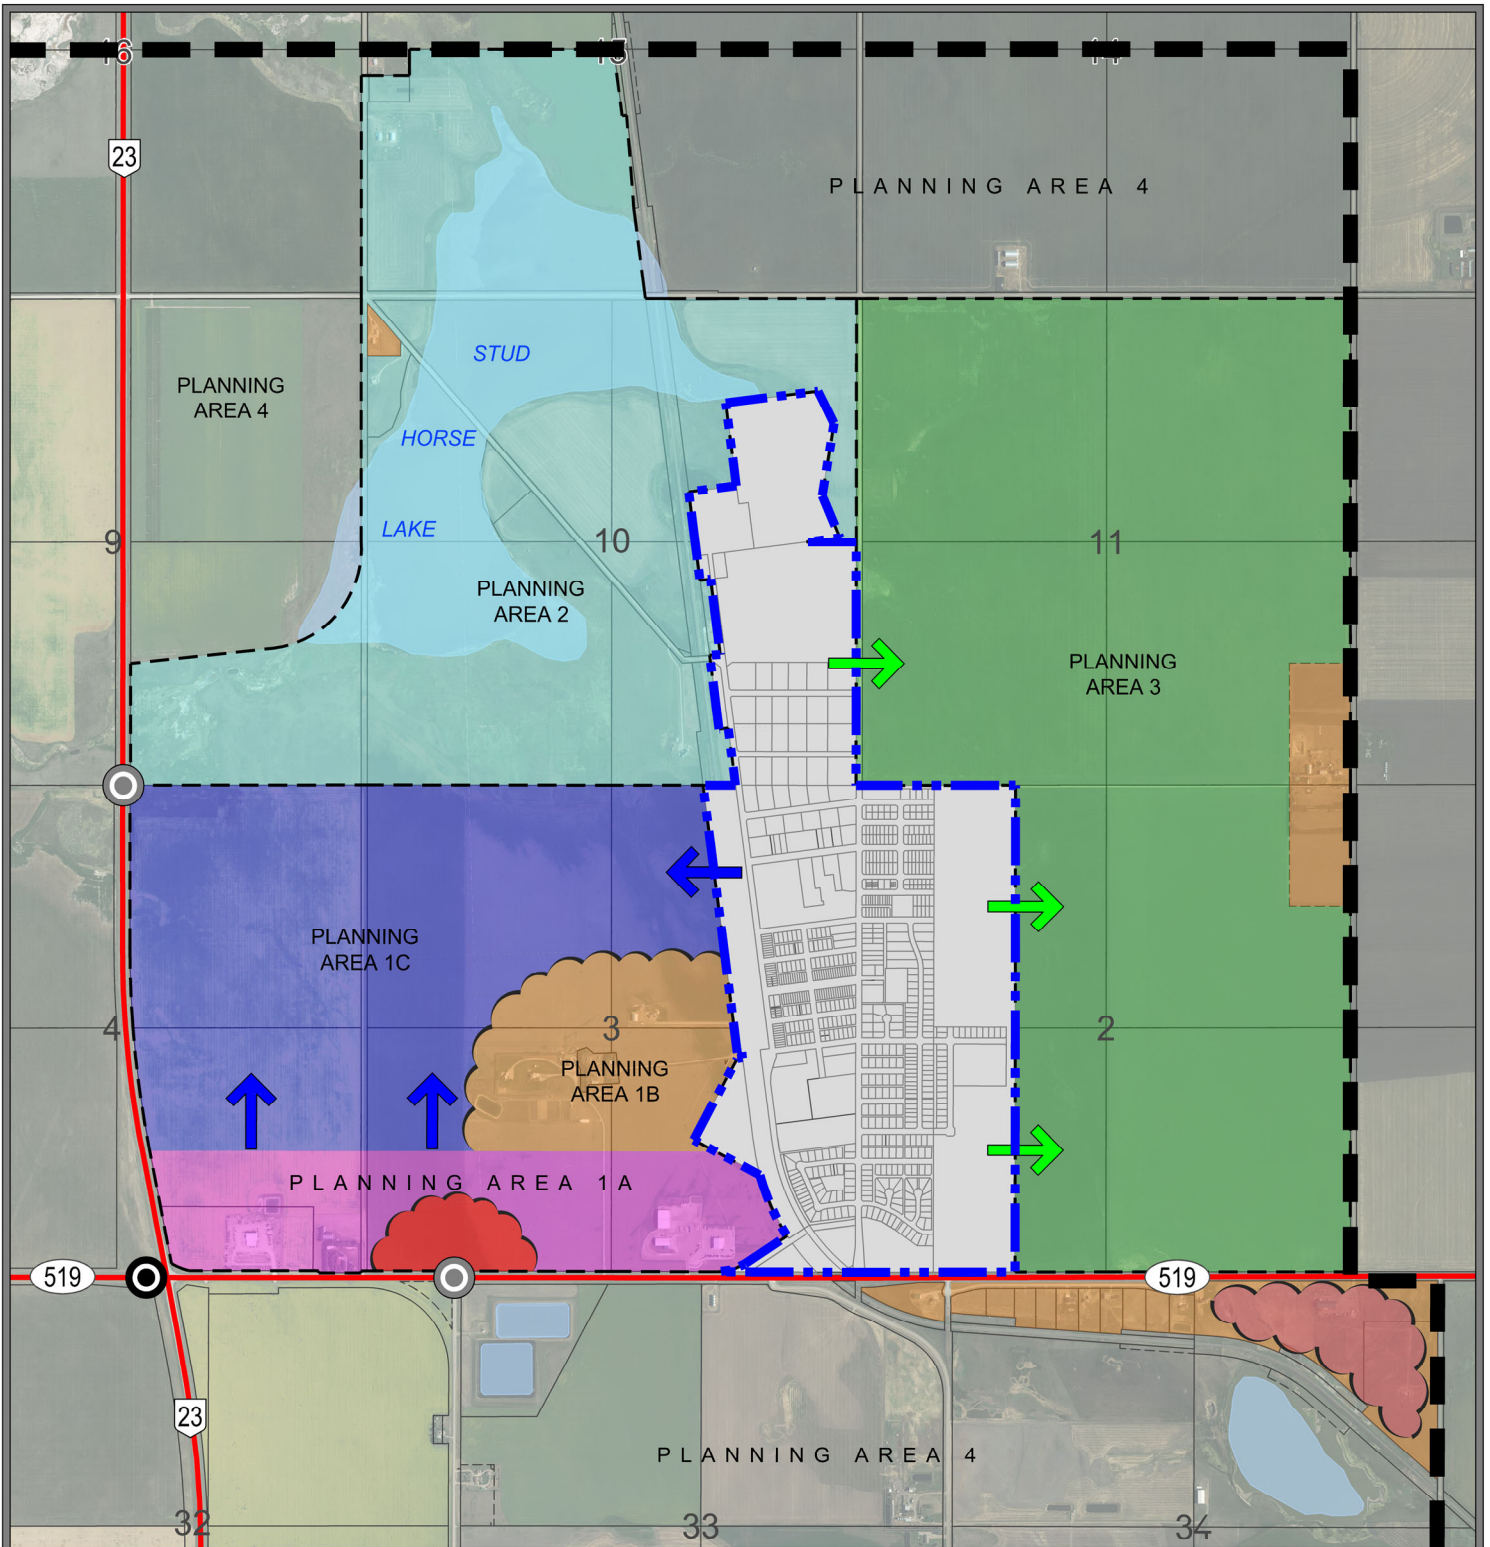 16
15
14
23
PLANNING AREA 4
STUD
PLANNING
AREA 4
HORSE
LAKE
9
10
11
PLANNING
AREA 2
PLANNING
AREA 3
PLANNING
AREA 1C
4
3
2
PLANNING
AREA 1B
PLANNING AREA 1A
519
519
23
PLANNING AREA 4
32
33
34